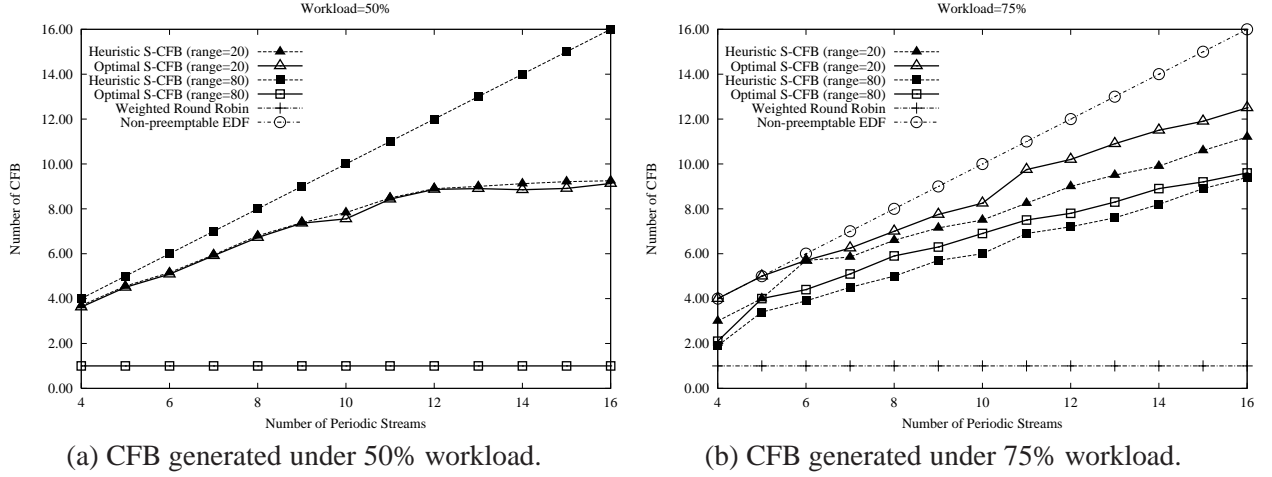 Workload=50%
16.00
14.00
12.00
10.00
8.00
6.00
4.00
2.00
0.00
Number of CFB
Heuristic S-CFB (range=20)
Optimal S-CFB (range=20)
Heuristic S-CFB (range=80)
Optimal S-CFB (range=80)
4 6 8 10 12 14 16
Number of Periodic Streams
(a) CFB generated under 50% workload.
Workload=75%
16.00
14.00
12.00
10.00
8.00
6.00
4.00
2.00
0.00
Number of CFB
Heuristic S-CFB (range=20)
Optimal S-CFB (range=20)
Heuristic S-CFB (range=80)
Optimal S-CFB (range=80)
Weighted Round Robin
Non-preemptable EDF
4 6 8 10 12 14 16
Number of Periodic Streams
(b) CFB generated under 75% workload.